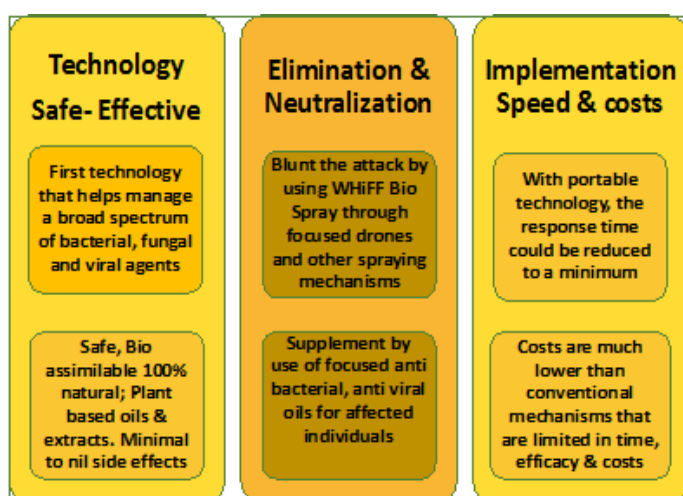 Technology
Safe- Effective
First technology
that helps manage
a broad spectrum
of bacterial, fungal
and viral agents
Safe, Bio
assimilable 100%
natural; Plant
based oils &
extracts. Minimal
to nil side effects
Elimination &
Neutralization
Blunt the attack by
using WHiFF Bio
Spray through
focused drones
and other spraying
mechanisms
Supplement by
use of focused anti
bacterial, anti viral
oils for affected
individuals
Implementation
Speed & costs
With portable
technology, the
response time
could be reduced
to a minimum
Costs are much
lower than
conventional
mechanisms that
are limited in time,
efficacy & costs